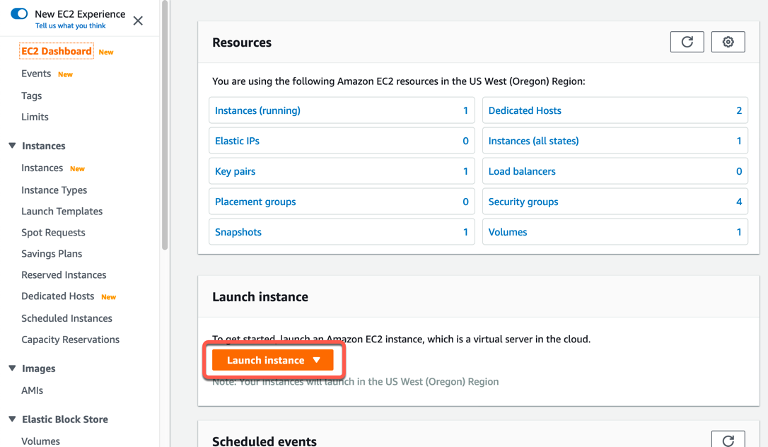 New EC2 Experience
Tell us what you think
EC2 Dashboard New
Events New
Tags
Limits
Instances
Instances New
Instance Types
Launch Templates
Spot Requests
Savings Plans
Reserved Instances
Dedicated Hosts New
Scheduled Instances
Capacity Reservations
Images
AMIs
Elastic Block Store
Volumes
Resources
You are using the following Amazon EC2 resources in the US West (Oregon) Region:
Instances (running) 1 Dedicated Hosts 2
Elastic IPs 0 Instances (all states) 1
Key pairs 1 Load balancers 0
Placement groups 0 Security groups 4
Snapshots 1 Volumes 1
Launch instance
To get started, launch an Amazon EC2 instance, which is a virtual server in the cloud.
Launch instance
Note: Your instances will launch in the US West (Oregon) Region
Scheduled events